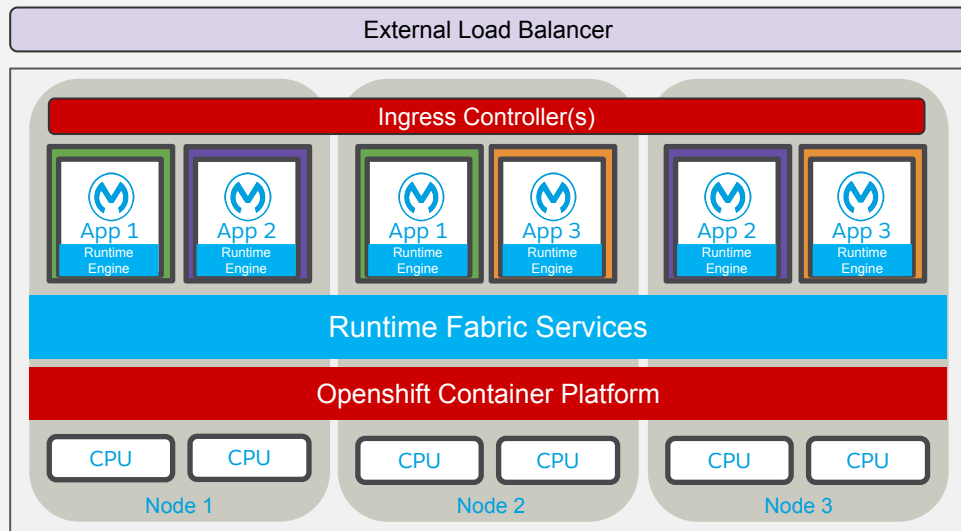 External Load Balancer
Ingress Controller(s)
App 1
Runtime
Engine
App 2
Runtime
Engine
App 1
Runtime
Engine
App 3
Runtime
Engine
App 2
Runtime
Engine
App 3
Runtime
Engine
Runtime Fabric Services
Openshift Container Platform
CPU
CPU
CPU
CPU
CPU
CPU
Node 1
Node 2
Node 3